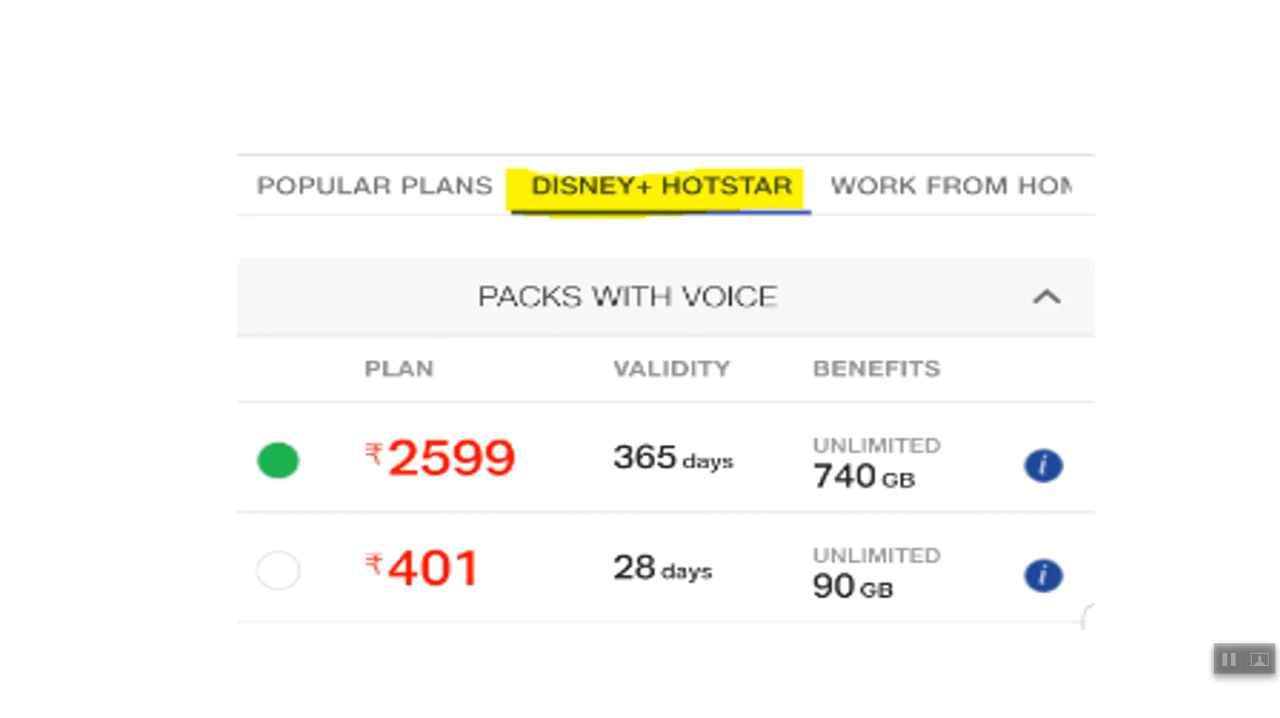 POPULAR PLANS DISNEY+ HOTSTAR WORK FROM HOM
PACKS WITH VOICE
PLAN VALIDITY BENEFITS
₹2599 365 days UNLIMITED 740 GB i
₹401 28 days UNLIMITED 90 GB i